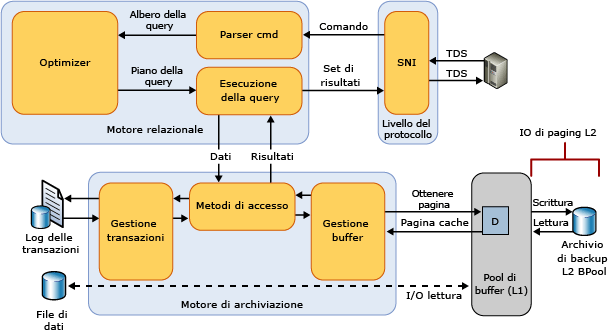 Albero della
query
Comando
Optimizer
Parser cmd
SNI
TDS
TDS
Piano della
query
Esecuzione
della query
Set di
risultati
Motore relazionale
Livello del
protocollo
IO di paging L2
Dati
Risultati
Log delle
transazioni
Gestione
transazioni
Metodi di accesso
Gestione
buffer
Ottenere
pagina
Pagina cache
D
Scrittura
Lettura
Archivio
di backup
L2 BPool
Pool di
buffer (L1)
File di
dati
Motore di archiviazione
I/O lettura